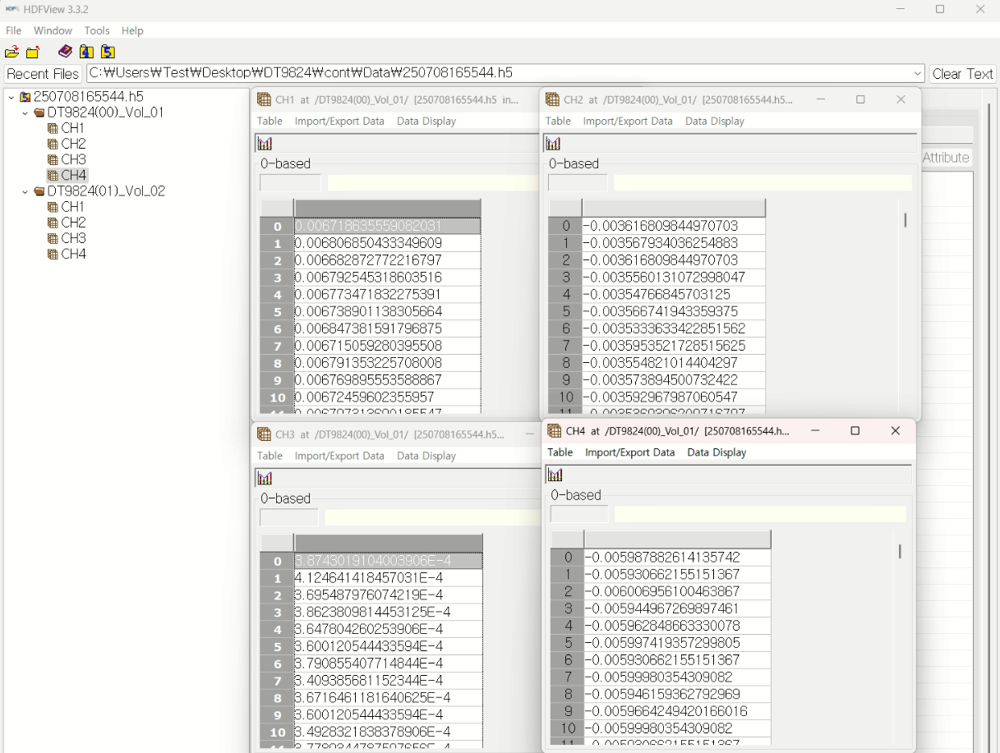 HDFView 3.3.2
File Window Tools Help
Recent Files C:₩Users₩Test₩Desktop₩DT9824₩cont₩Data₩250708165544.h5 Clear Text
250708165544.h5
DT9824(00)_Vol_01
CH1
CH2
CH3
CH4
DT9824(01)_Vol_02
CH1
CH2
CH3
CH4
CH1 at /DT9824(00)_Vol_01/ [250708165544.h5 in...
Table Import/Export Data Data Display
0-based
0 0.006718635559082031
1 0.006806850433349609
2 0.006682872772216797
3 0.006792545318603516
4 0.006773471832275391
5 0.006738901138305664
6 0.006847381591796875
7 0.006715059280395508
8 0.006791353225708008
9 0.006769895553588867
10 0.00672459602355957
CH2 at /DT9824(00)_Vol_01/ [250708165544.h5...
Table Import/Export Data Data Display
0-based
0 -0.003616809844970703
1 -0.003567934036254883
2 -0.003616809844970703
3 -0.0035560131072998047
4 -0.00354766845703125
5 -0.003566741943359375
6 -0.0035333633422851562
7 -0.0035953521728515625
8 -0.003554821014404297
9 -0.003573894500732422
10 -0.003592967987060547
Attribute
CH3 at /DT9824(00)_Vol_01/ [250708165544.h5...
Table Import/Export Data Data Display
0-based
0 3.8743019104003906E-4
1 4.124641418457031E-4
2 3.695487976074219E-4
3 3.8623809814453125E-4
4 3.647804260253906E-4
5 3.600120544433594E-4
6 3.790855407714844E-4
7 3.409385681152344E-4
8 3.6716461181640625E-4
9 3.600120544433594E-4
10 3.4928321838378906E-4
CH4 at /DT9824(00)_Vol_01/ [250708165544.h...
Table Import/Export Data Data Display
0-based
0 -0.005987882614135742
1 -0.005930662155151367
2 -0.006006956100463867
3 -0.005944967269897461
4 -0.005962848663330078
5 -0.005997419357299805
6 -0.005930662155151367
7 -0.00599980354309082
8 -0.005946159362792969
9 -0.0059664249420166016
10 -0.00599980354309082
11 -0.005930662155151367